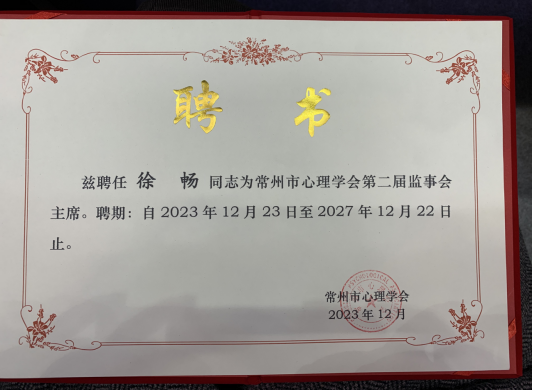 聘 书
兹聘任 徐 畅 同志为常州市心理学会第二届监事会
主席。聘期：自 2023 年 12 月 23 日至 2027 年 12 月 22 日
止。
常州市心理学会
2023 年 12 月